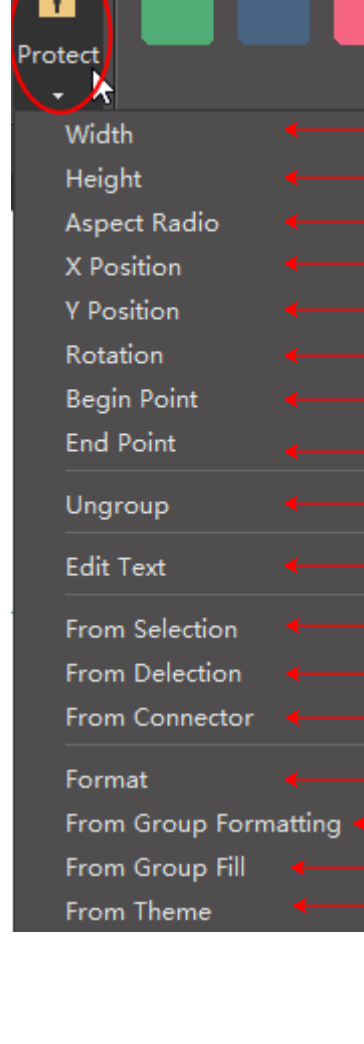 Protect
Width
Height
Aspect Radio
X Position
Y Position
Rotation
Begin Point
End Point
Ungroup
Edit Text
From Selection
From Delection
From Connector
Format
From Group Formatting
From Group Fill
From Theme